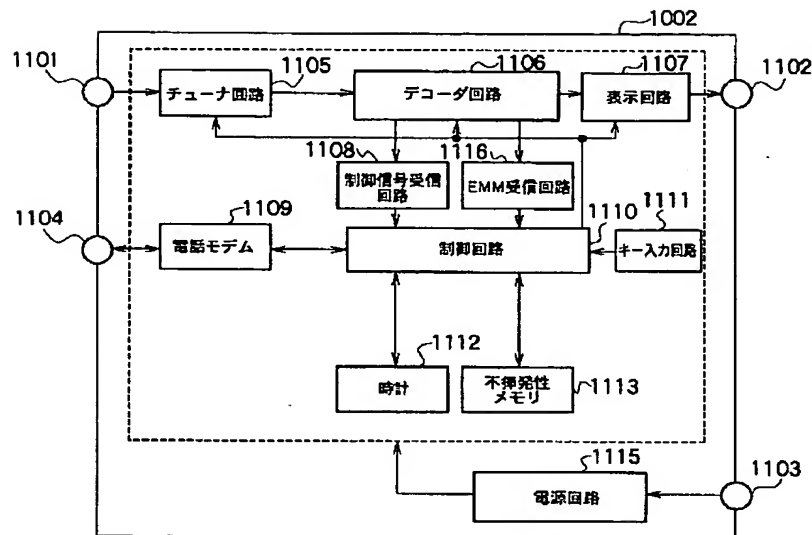 1002
1101
1105
チューナ回路
1106
デコーダ回路
1107
表示回路
1102
1108
制御信号受信
回路
1116
EMM受信回路
1104
1109
電話モデム
1110
制御回路
1111
キー入力回路
1112
時計
不揮発性
メモリ
1113
1115
電源回路
1103